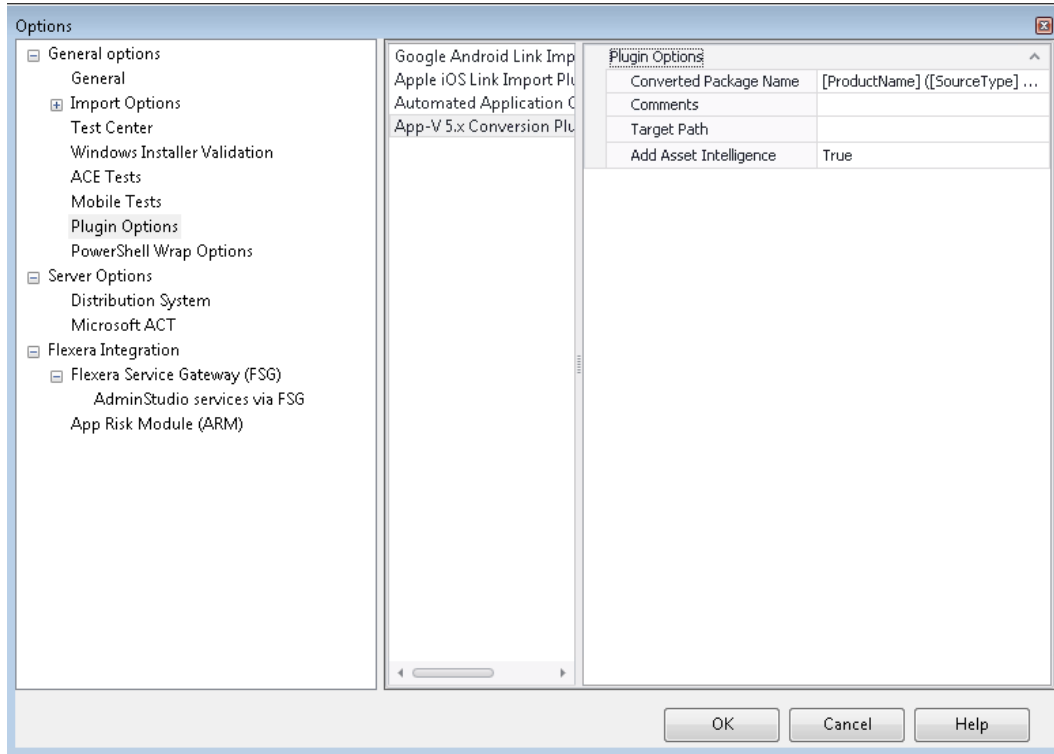 Options
General options
General
Import Options
Test Center
Windows Installer Validation
ACE Tests
Mobile Tests
Plugin Options
PowerShell Wrap Options
Server Options
Distribution System
Microsoft ACT
Flexera Integration
Flexera Service Gateway (FSG)
AdminStudio services via FSG
App Risk Module (ARM)
Google Android Link Imp
Apple iOS Link Import Plu
Automated Application C
App-V 5.x Conversion Plu
Plugin Options
Converted Package Name [ProductName] ([SourceType] ...
Comments
Target Path
Add Asset Intelligence True
OK Cancel Help